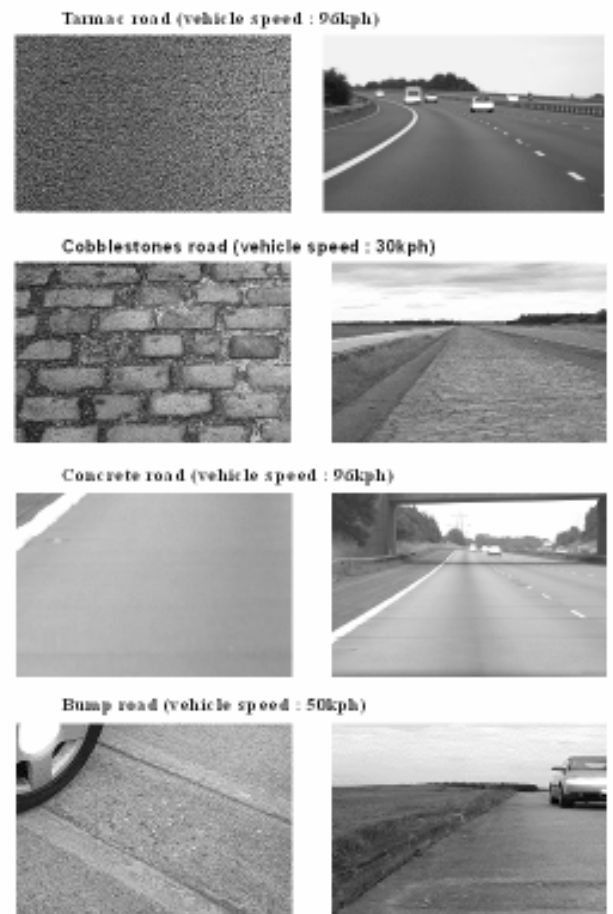 Tarmac road (vehicle speed : 96kph)
Cobblestones road (vehicle speed : 30kph)
Concrete road (vehicle speed : 96kph)
Bump road (vehicle speed : 50kph)